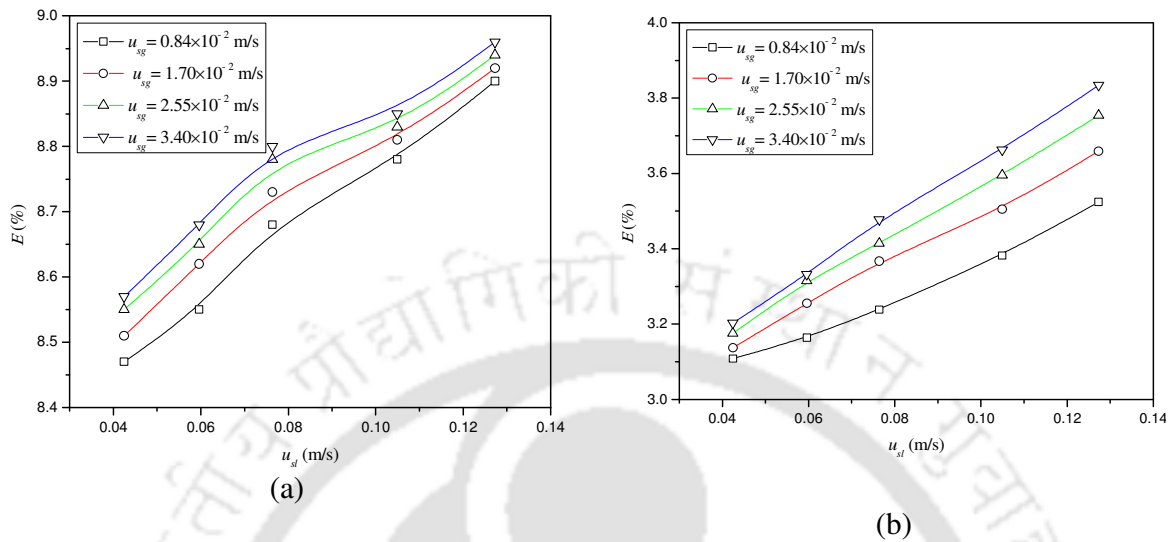 9.0
8.9
8.8
8.7
8.6
8.5
8.4
E (%)
u_sg = 0.84×10⁻² m/s
u_sg = 1.70×10⁻² m/s
u_sg = 2.55×10⁻² m/s
u_sg = 3.40×10⁻² m/s
0.04 0.06 0.08 0.10 0.12 0.14
u_sl (m/s)
(a)
4.0
3.8
3.6
3.4
3.2
3.0
E (%)
u_sg = 0.84×10⁻² m/s
u_sg = 1.70×10⁻² m/s
u_sg = 2.55×10⁻² m/s
u_sg = 3.40×10⁻² m/s
0.04 0.06 0.08 0.10 0.12 0.14
u_sl (m/s)
(b)